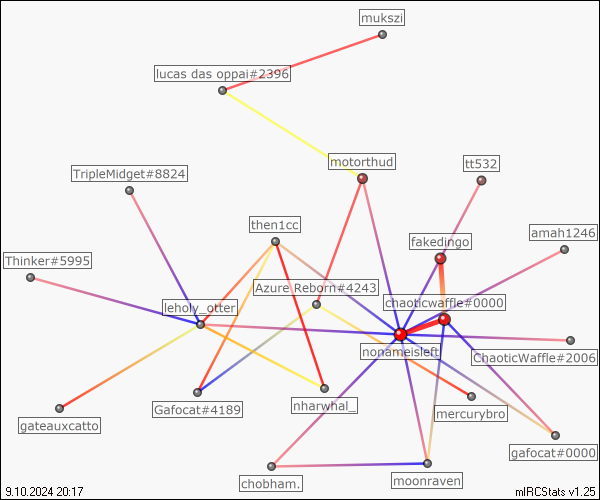 mukszi
lucas das oppai#2396
motorthud
tt532
TripleMidget#8824
then1cc
amah1246
fakedingo
Thinker#5995
Azure Reborn#4243
chaoticwaffle#0000
leholy_otter
nonameisleft
ChaoticWaffle#2006
Gafocat#4189
nharwhal_
mercurybro
gateauxcatto
gafocat#0000
chobham.
moonraven
9.10.2024 20:17
mIRCStats v1.25